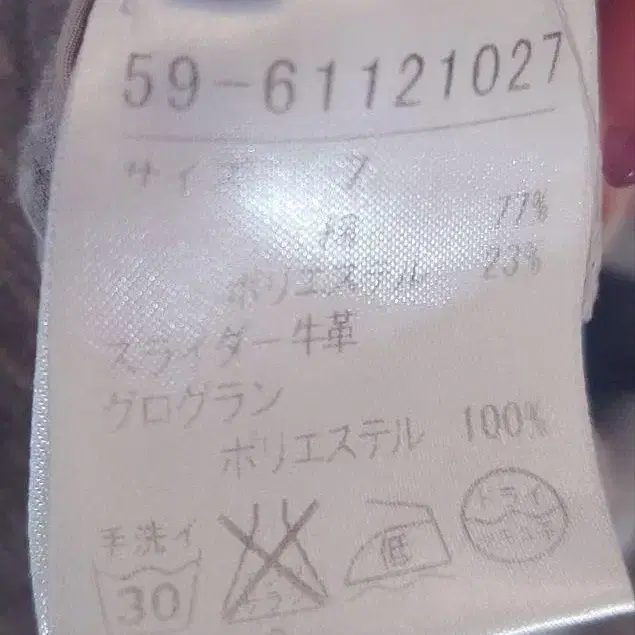 59-61121027
サイズ フ
綿 77%
ポリエステル 23%
スライダー牛革
グログラン
ポリエステル 100%
手洗イ ドライ
30 低